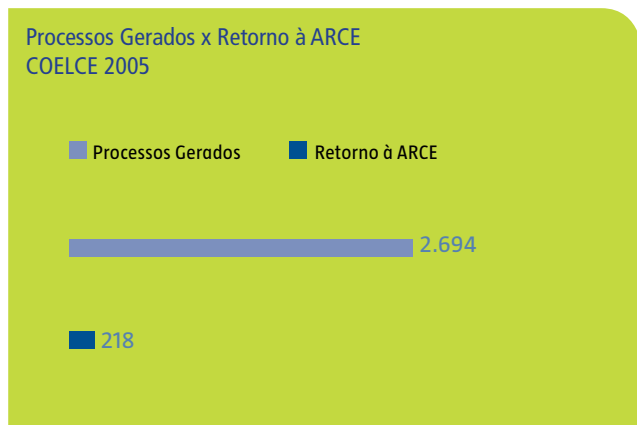 Processos Gerados x Retorno à ARCE
COELCE 2005
Processos Gerados Retorno à ARCE
2.694
218